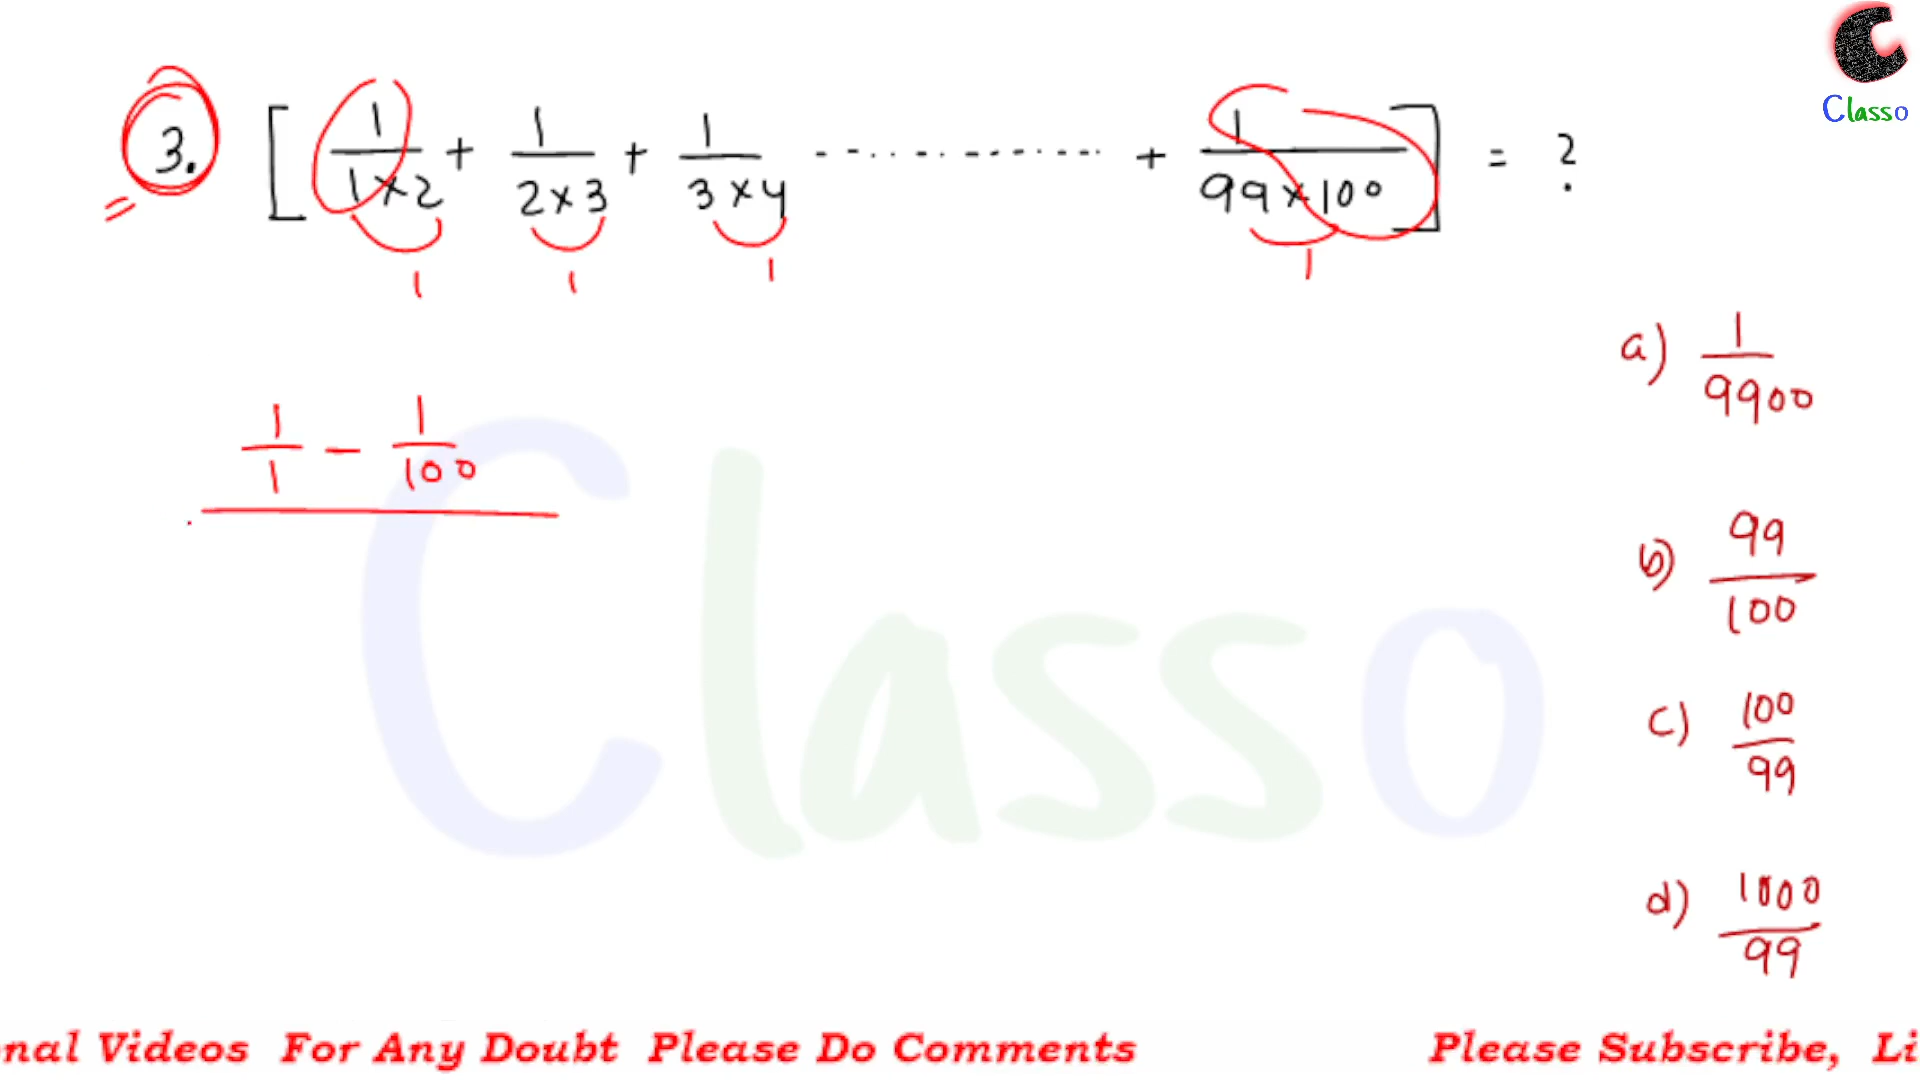 Classo
3. [ 1/(1×2) + 1/(2×3) + 1/(3×4) .................. + 1/(99×100) ] = ?
1 1 1 1
a) 1/9900
1/1 - 1/100
b) 99/100
c) 100/99
d) 1000/99
Classo
nal Videos For Any Doubt Please Do Comments Please Subscribe, Li